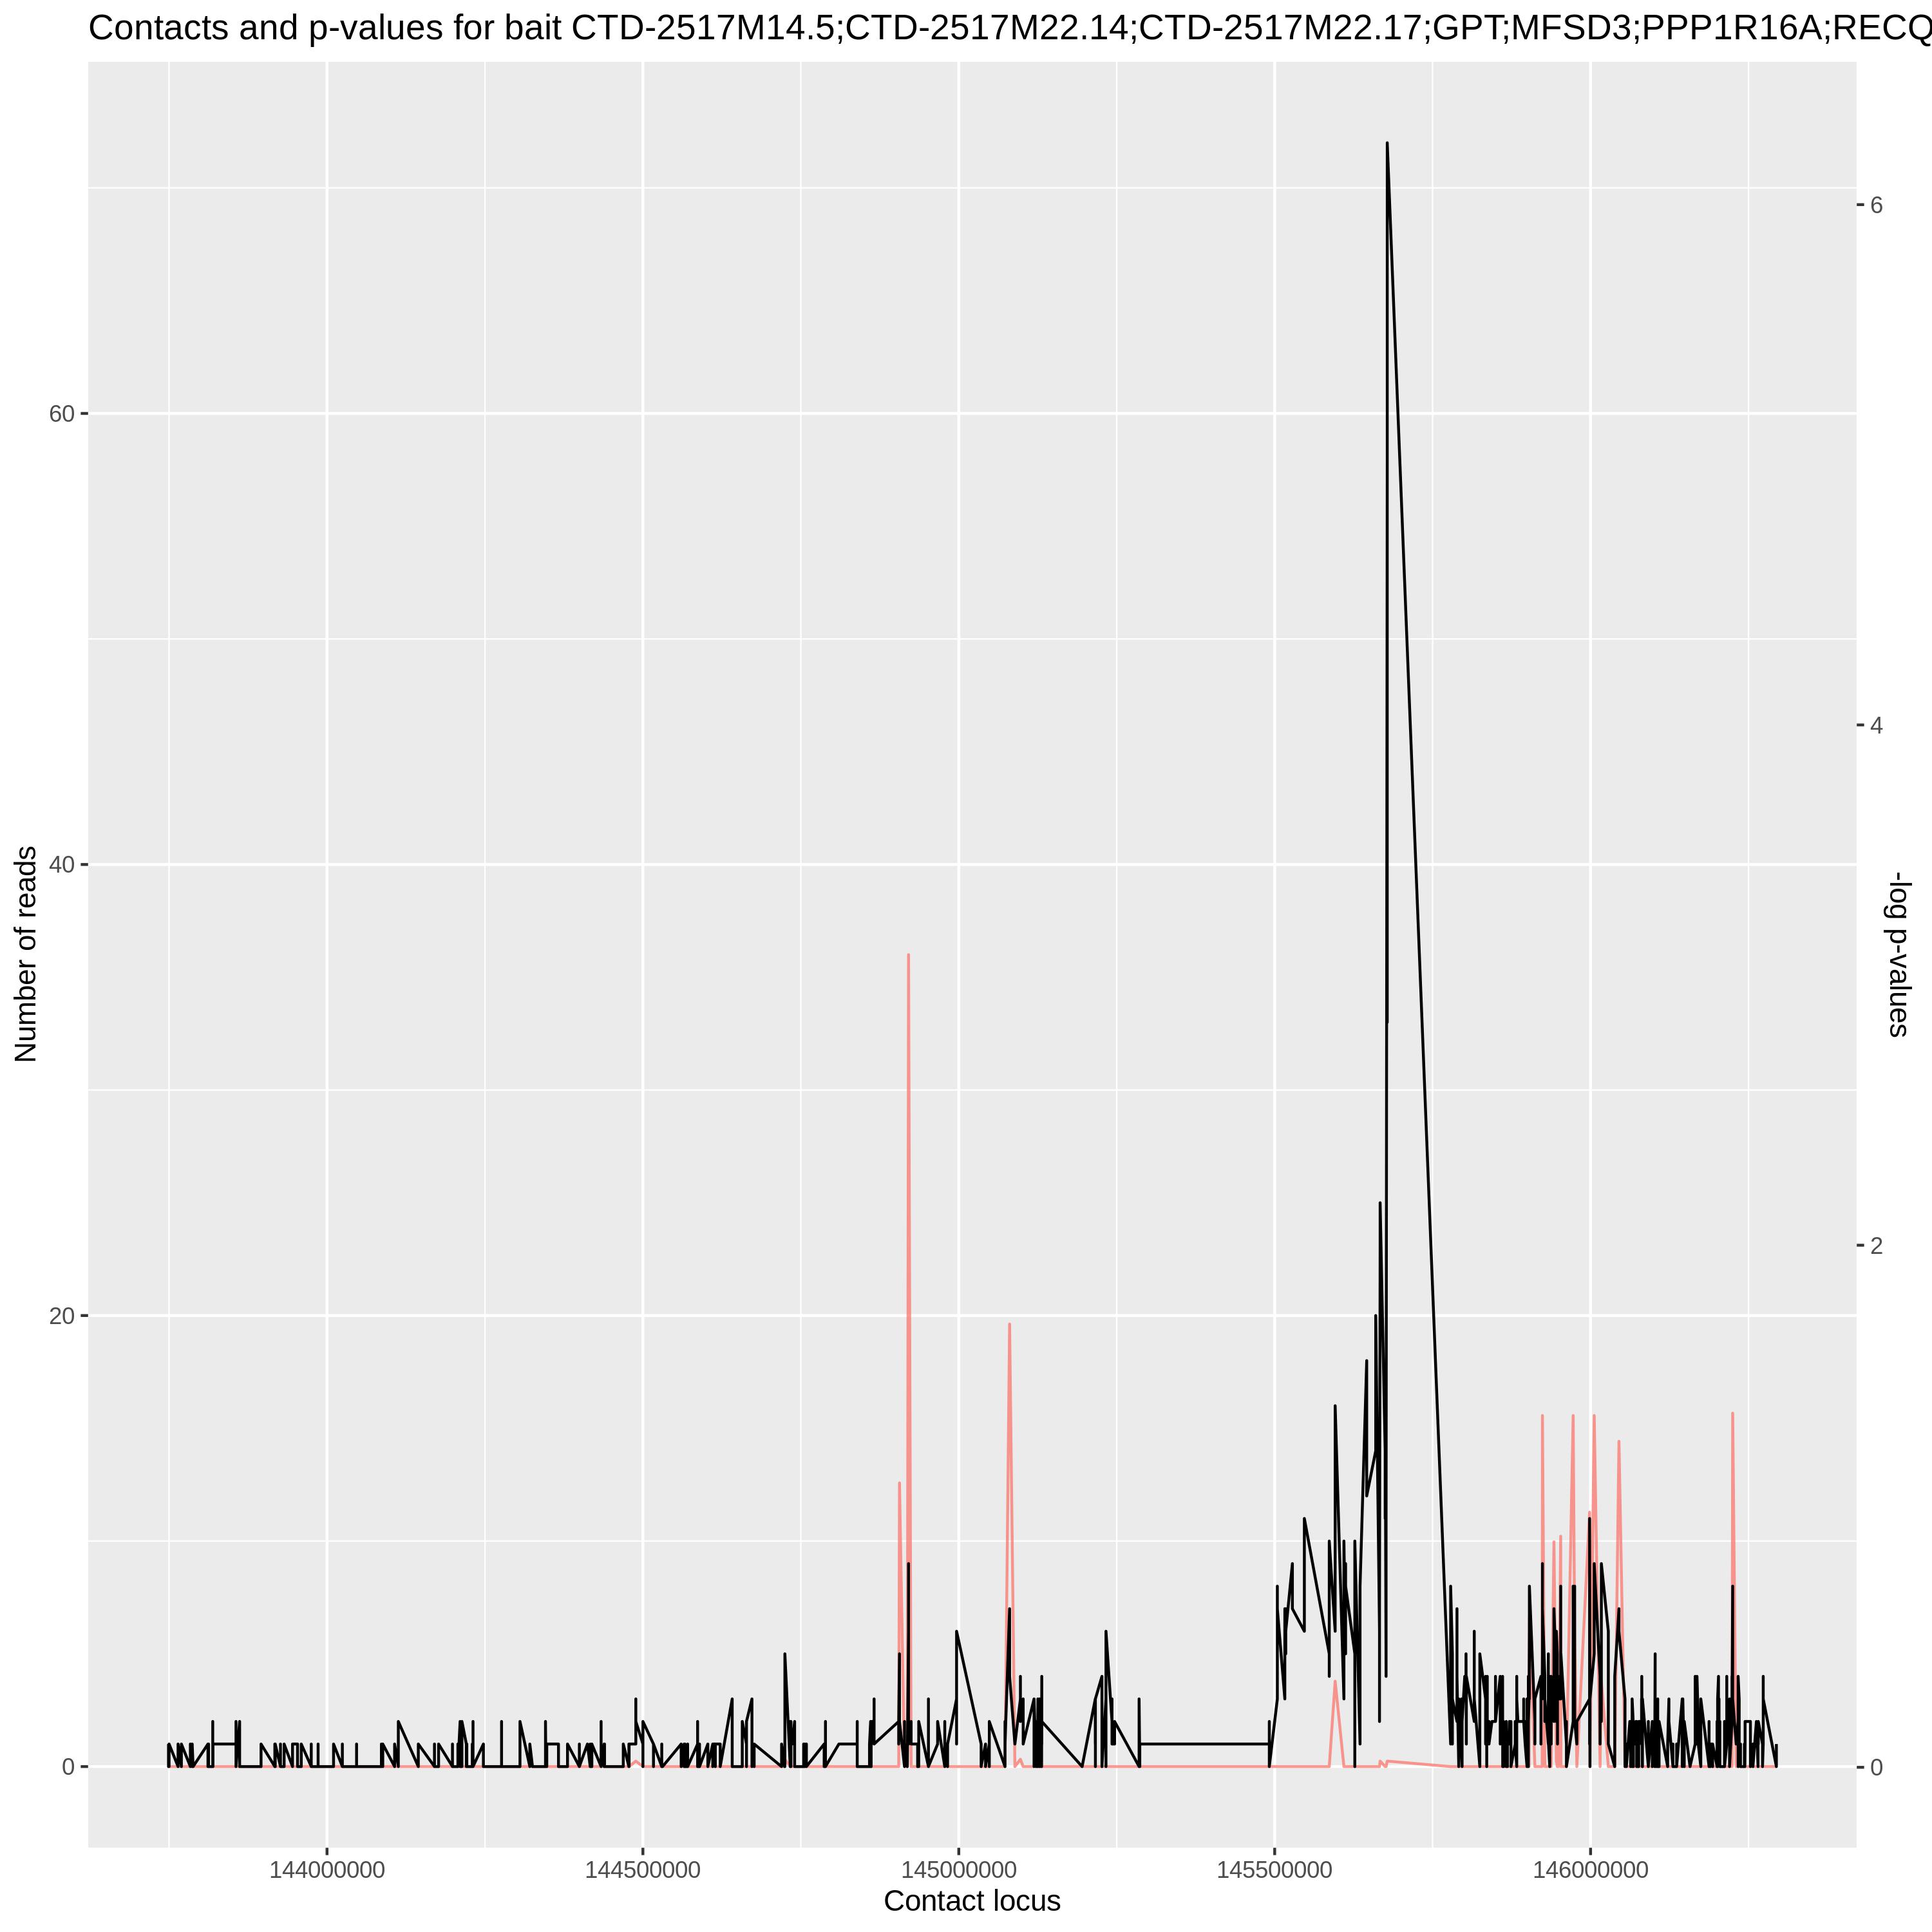 Contacts and p-values for bait CTD-2517M14.5;CTD-2517M22.14;CTD-2517M22.17;GPT;MFSD3;PPP1R16A;RECQ
60
40
20
0
Number of reads
6
4
2
0
-log p-values
144000000 144500000 145000000 145500000 146000000
Contact locus